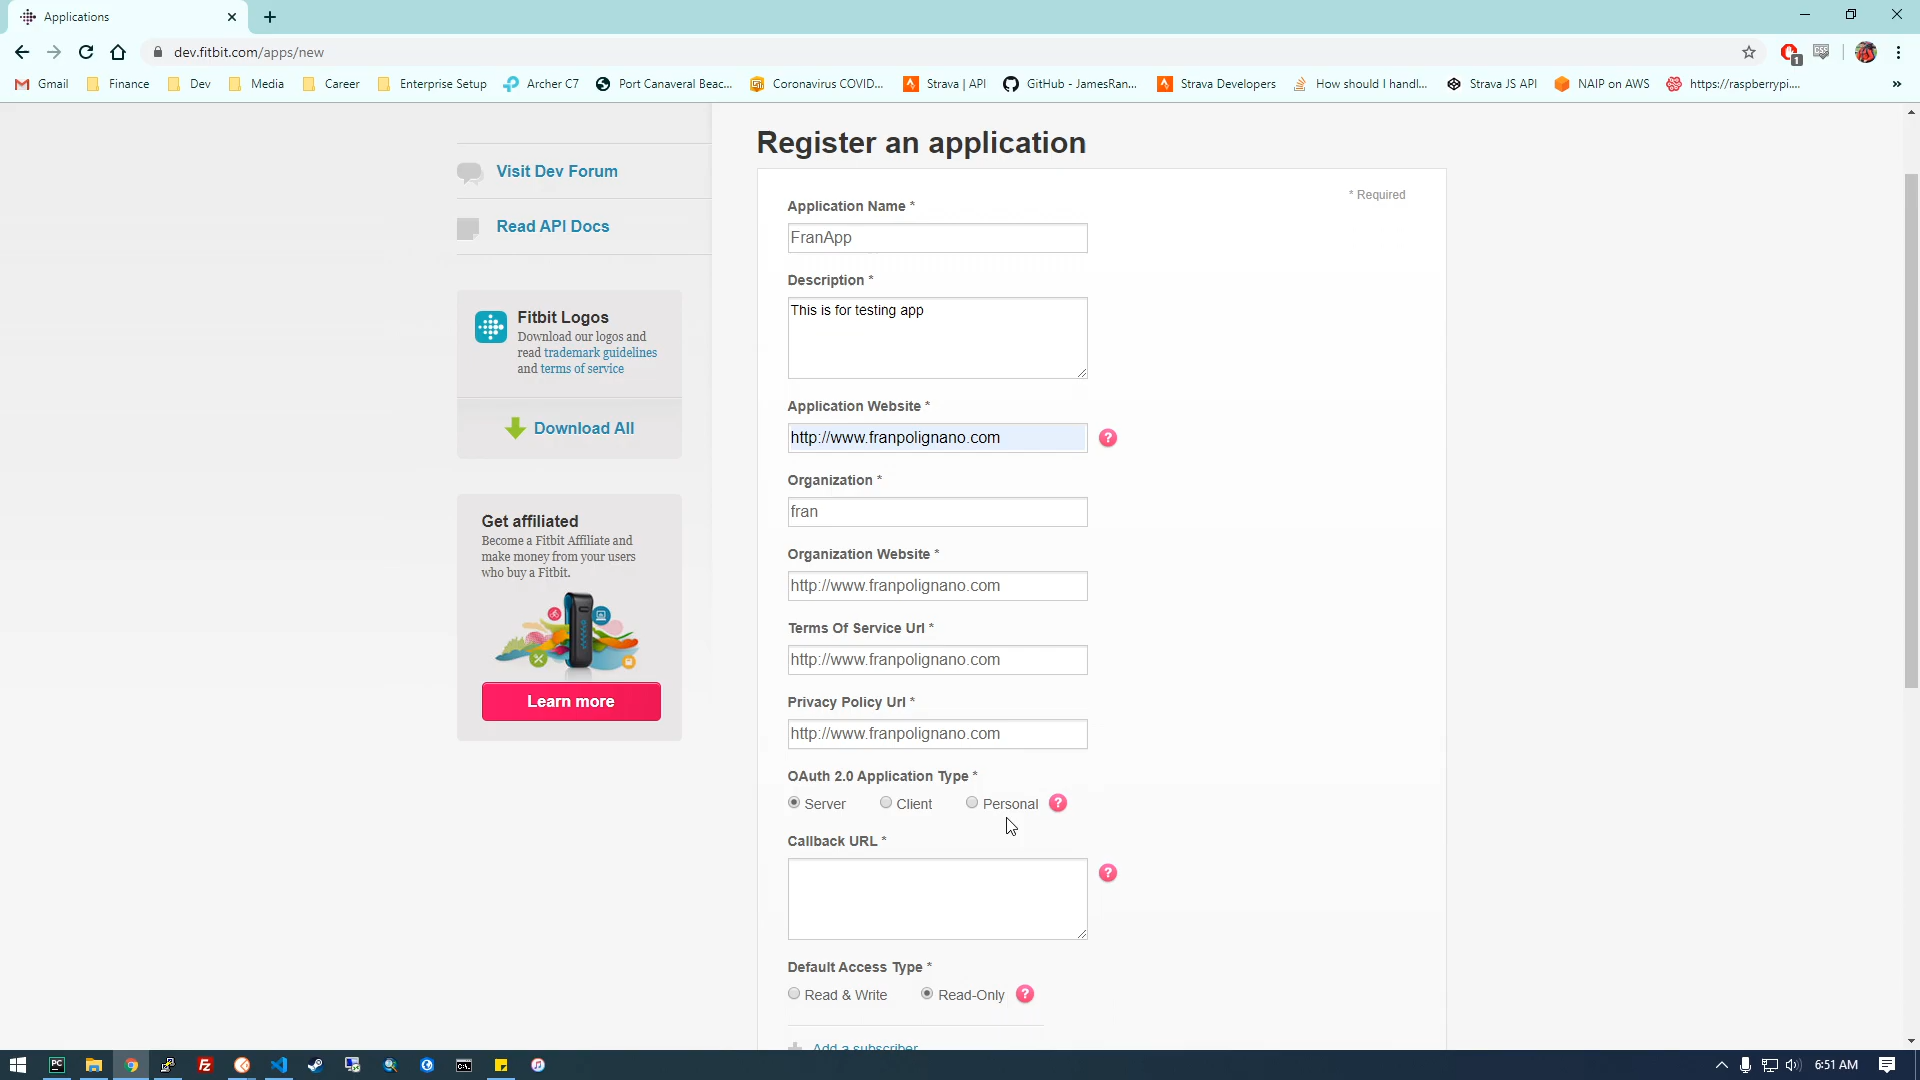 Applications
dev.fitbit.com/apps/new
1
Gmail
Finance
Dev
Media
Career
Enterprise Setup
Archer C7
Port Canaveral Beac...
Coronavirus COVID...
Strava | API
GitHub - JamesRan...
Strava Developers
How should I handl...
Strava JS API
NAIP on AWS
https://raspberrypi....
»
Visit Dev Forum
Read API Docs
Fitbit Logos
Download our logos and
read trademark guidelines
and terms of service
Download All
Get affiliated
Become a Fitbit Affiliate and
make money from your users
who buy a Fitbit.
Learn more
Register an application
* Required
Application Name *
FranApp
Description *
This is for testing app
Application Website *
http://www.franpolignano.com
?
Organization *
fran
Organization Website *
http://www.franpolignano.com
Terms Of Service Url *
http://www.franpolignano.com
Privacy Policy Url *
http://www.franpolignano.com
OAuth 2.0 Application Type *
Server Client Personal ?
Callback URL *
?
Default Access Type *
Read & Write Read-Only ?
Add a subscriber
PC
FZ
C:\.
6:51 AM